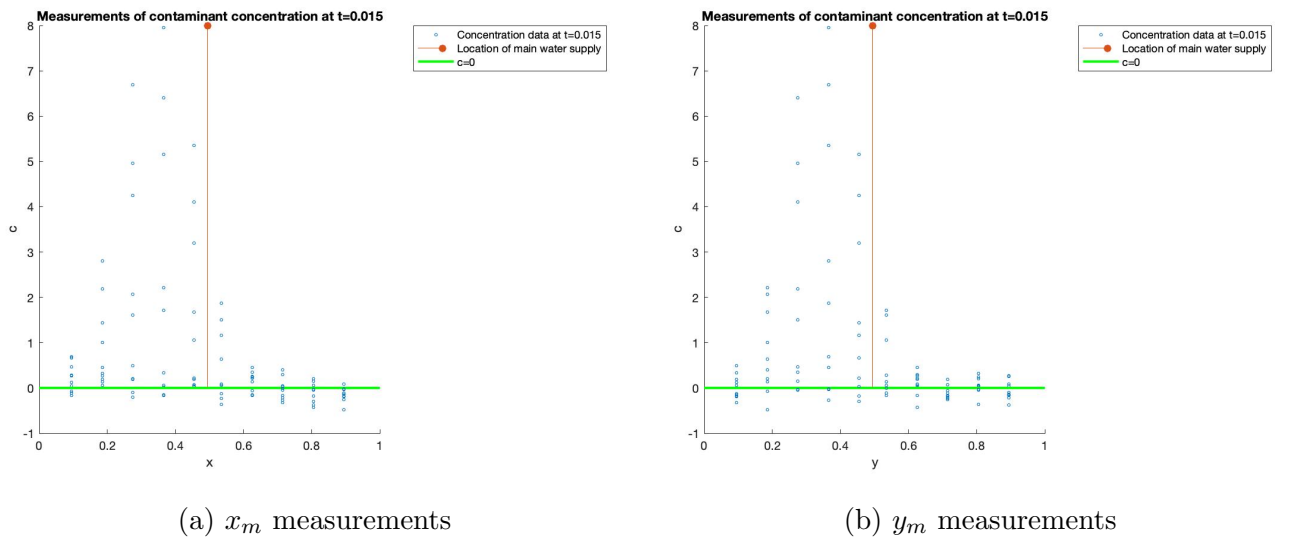 Measurements of contaminant concentration at t=0.015
8
7
6
5
4
3
2
1
0
-1
c
0
0.2
0.4
0.6
0.8
1
x
Concentration data at t=0.015
Location of main water supply
c=0
(a) x_m measurements
Measurements of contaminant concentration at t=0.015
8
7
6
5
4
3
2
1
0
-1
c
0
0.2
0.4
0.6
0.8
1
y
Concentration data at t=0.015
Location of main water supply
c=0
(b) y_m measurements